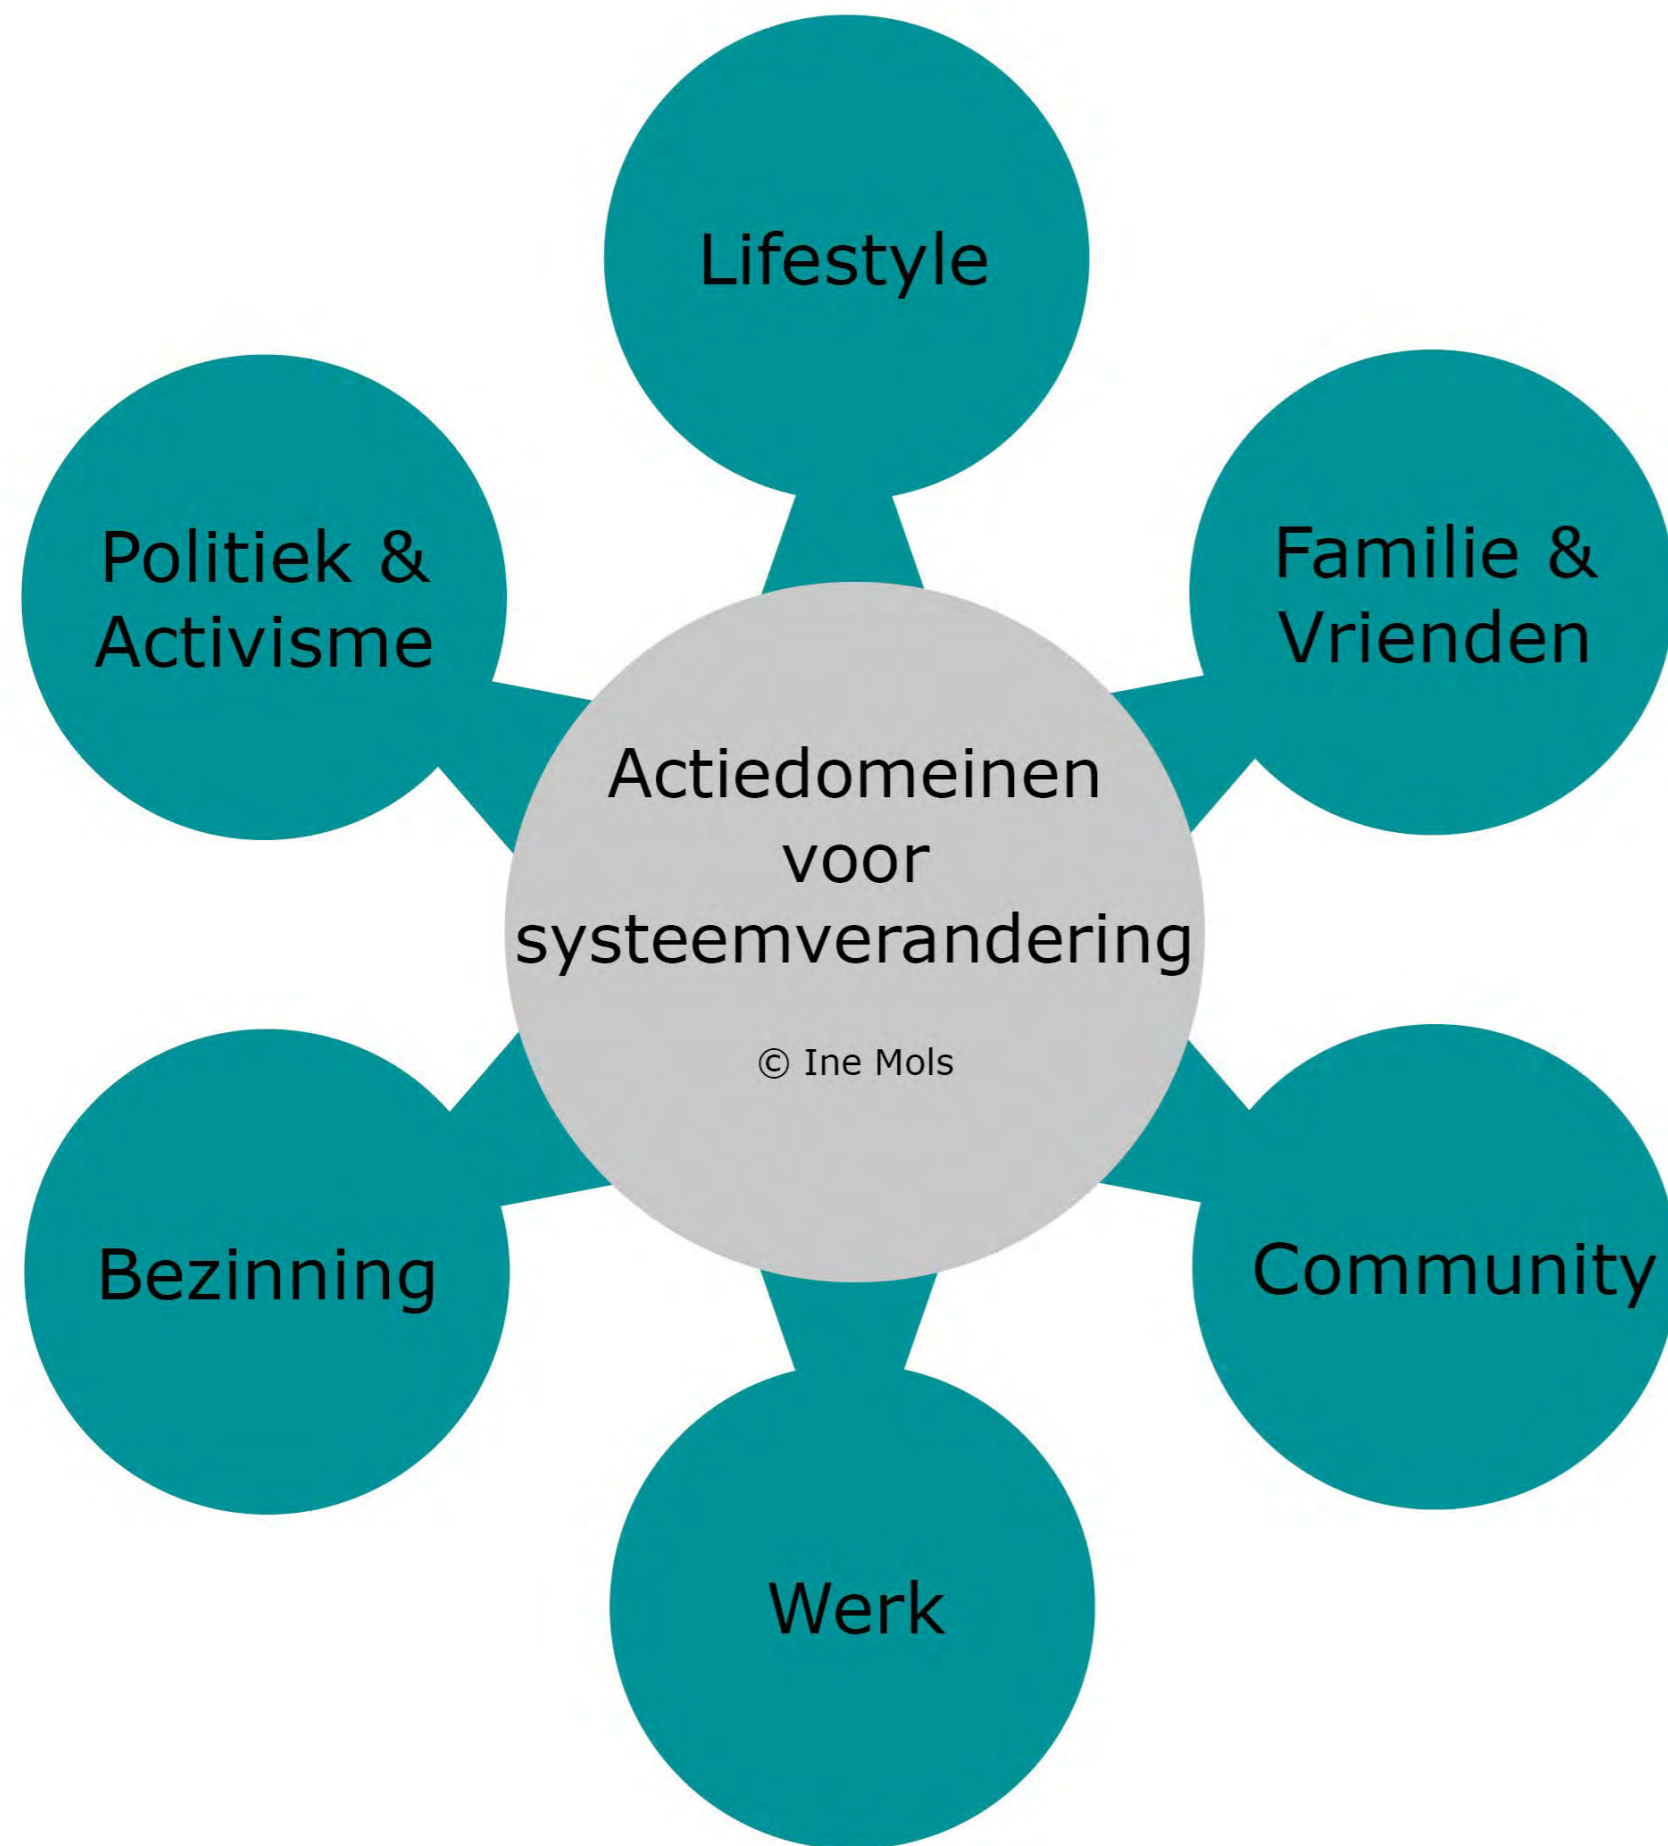 Lifestyle
Politiek &
Activisme
Familie &
Vrienden
Actiedomeinen
voor
systeemverandering
© Ine Mols
Bezinning
Community
Werk